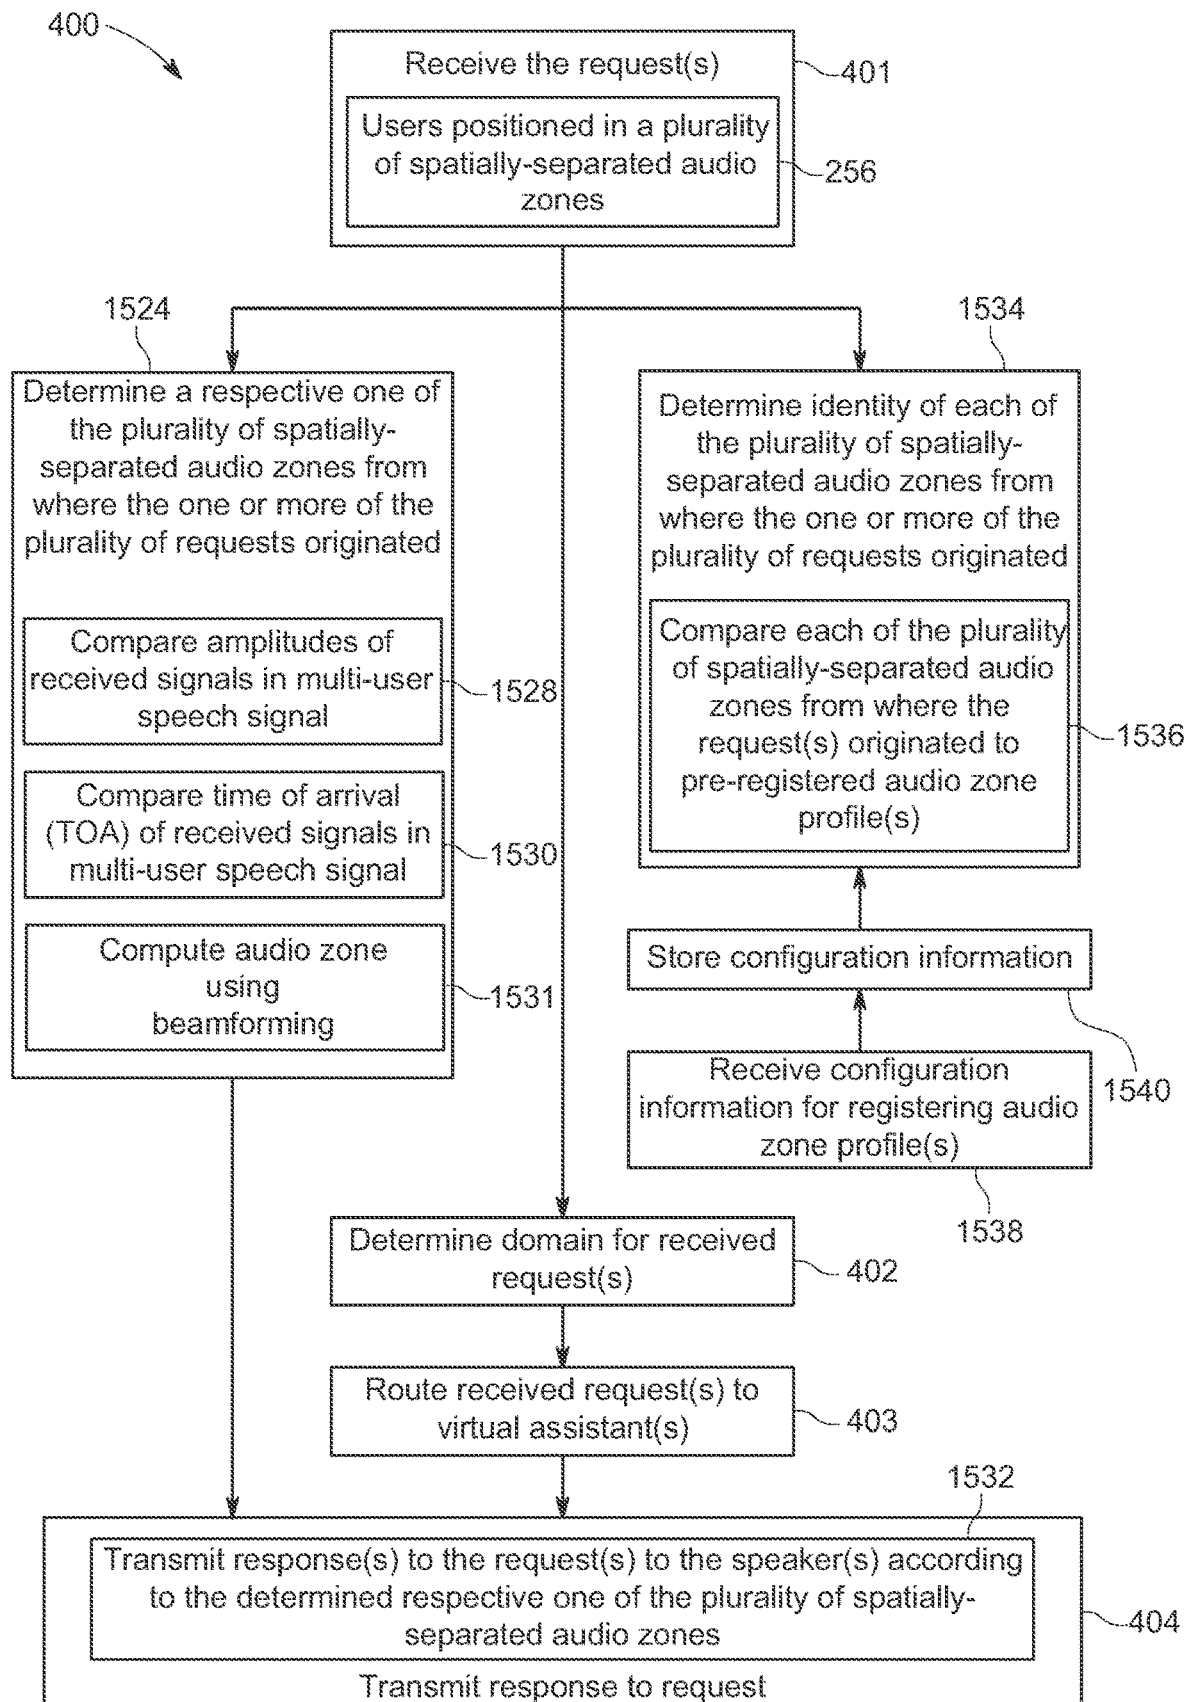 400
Receive the request(s)
401
Users positioned in a plurality
of spatially-separated audio
zones
256
1524
1534
Determine a respective one of
the plurality of spatially-
separated audio zones from
where the one or more of the
plurality of requests originated
Compare amplitudes of
received signals in multi-user
speech signal
1528
Compare time of arrival
(TOA) of received signals in
multi-user speech signal
1530
Compute audio zone
using
beamforming
1531
Determine identity of each of
the plurality of spatially-
separated audio zones from
where the one or more of the
plurality of requests originated
Compare each of the plurality
of spatially-separated audio
zones from where the
request(s) originated to
pre-registered audio zone
profile(s)
1536
Store configuration information
1540
Receive configuration
information for registering audio
zone profile(s)
1538
Determine domain for received
request(s)
402
Route received request(s) to
virtual assistant(s)
403
1532
Transmit response(s) to the request(s) to the speaker(s) according
to the determined respective one of the plurality of spatially-
separated audio zones
404
Transmit response to request